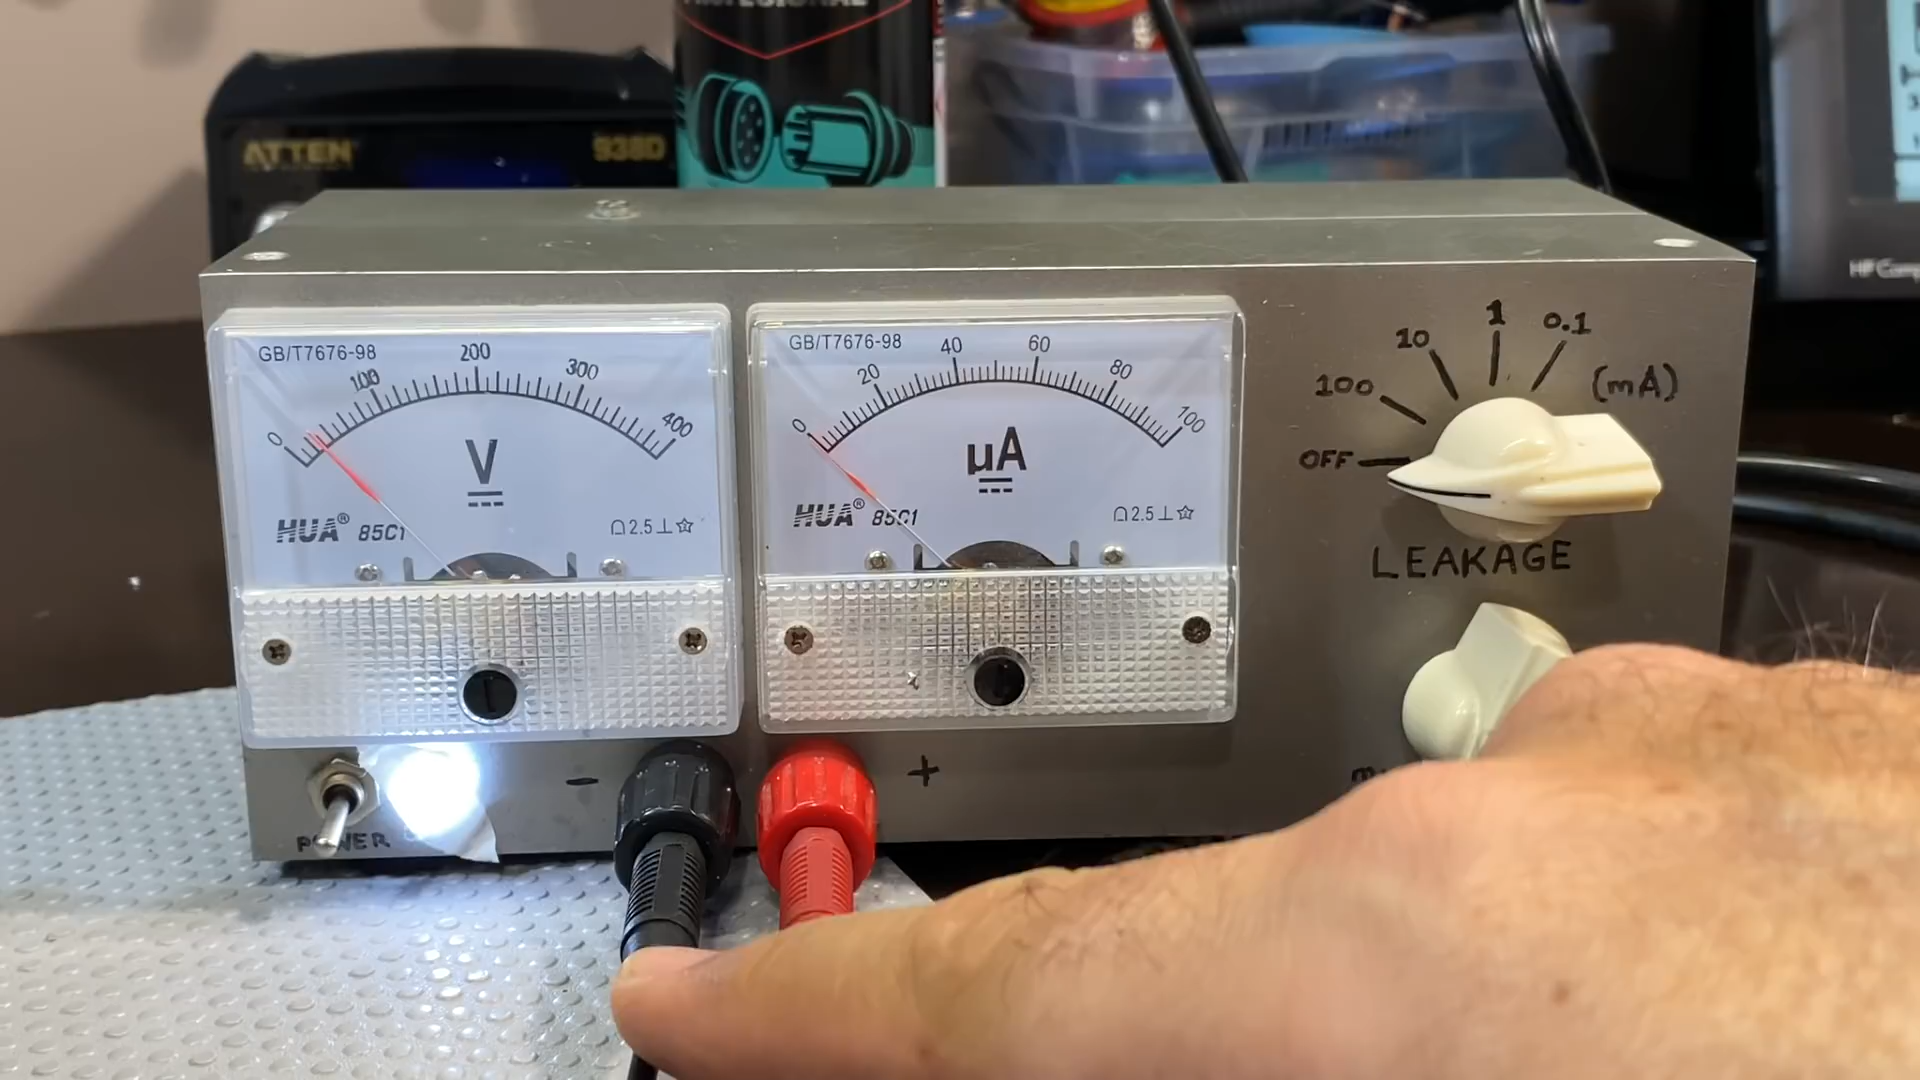 ATTEN
938D
GB/T7676-98
0
100
200
300
400
V
HUA® 85C1
2.5
GB/T7676-98
0
20
40
60
80
100
µA
HUA® 85C1
2.5
OFF
100
10
1
0.1
(mA)
LEAKAGE
POWER
-
+